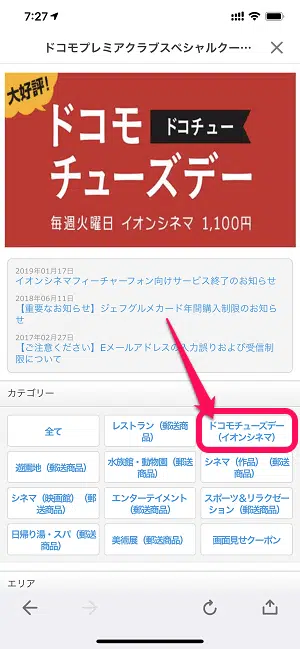 7:27
ドコモプレミアクラブスペシャルクー…
大好評!
ドコモ
ドコチュー
チューズデー
毎週火曜日 イオンシネマ 1,100円
2019年01月17日
イオンシネマフィーチャーフォン向けサービス終了のお知らせ
2018年06月11日
【重要なお知らせ】ジェフグルメカード年間購入制限のお知ら
せ
2017年02月27日
【ご注意ください】Eメールアドレスの入力誤りおよび受信制
限について
カテゴリー
全て
レストラン（郵送商
品）
ドコモチューズデー
（イオンシネマ）
遊園地（郵送商品）
水族館・動物園（郵送
商品）
シネマ（作品）（郵送
商品）
シネマ（映画館）（郵
送商品）
エンターテイメント
（郵送商品）
スポーツ＆リラクゼー
ション（郵送商品）
日帰り湯・スパ（郵送
商品）
美術展（郵送商品）
画面見せクーポン
エリア